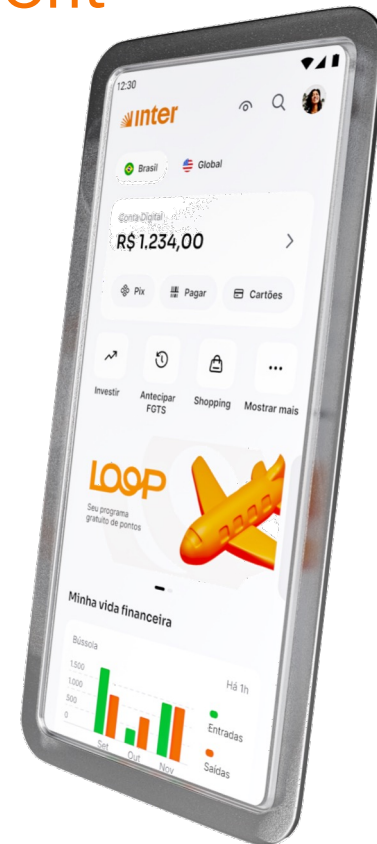 12:30
inter
Brasil
Global
Conta Digital
R$ 1.234,00
Pix
Pagar
Cartões
Investir
Antecipar
FGTS
Shopping
Mostrar mais
LOOP
Seu programa
gratuito de pontos
Minha vida financeira
Bússola
Há 1h
1.500
1.000
500
0
Set
Out
Nov
Entradas
Saídas